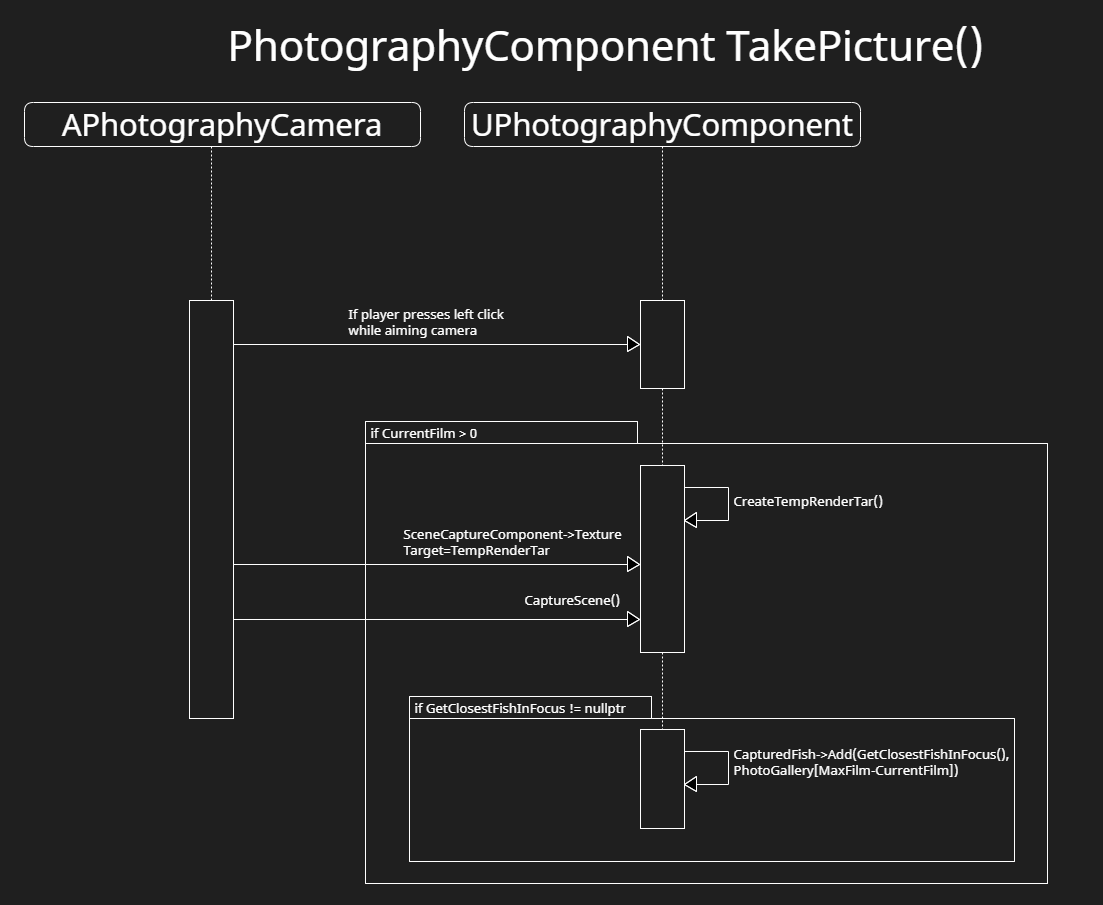 PhotographyComponent TakePicture()
APhotographyCamera
UPhotographyComponent
If player presses left click
while aiming camera
if CurrentFilm > 0
CreateTempRenderTar()
SceneCaptureComponent->Texture
Target=TempRenderTar
CaptureScene()
if GetClosestFishInFocus != nullptr
CapturedFish->Add(GetClosestFishInFocus(),
PhotoGallery[MaxFilm-CurrentFilm])